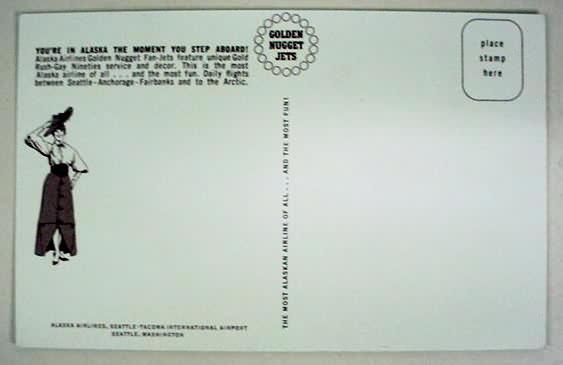 YOU'RE IN ALASKA THE MOMENT YOU STEP ABOARD!
Alaska Airlines Golden Nugget Fan-Jets feature unique Gold
Rush-Gay Nineties service and decor. This is the most
Alaska airline of all . . . and the most fun. Daily flights
between Seattle-Anchorage-Fairbanks and to the Arctic.
GOLDEN
NUGGET
JETS
place
stamp
here
THE MOST ALASKAN AIRLINE OF ALL . . . AND THE MOST FUN!
ALASKA AIRLINES, SEATTLE-TACOMA INTERNATIONAL AIRPORT
SEATTLE, WASHINGTON